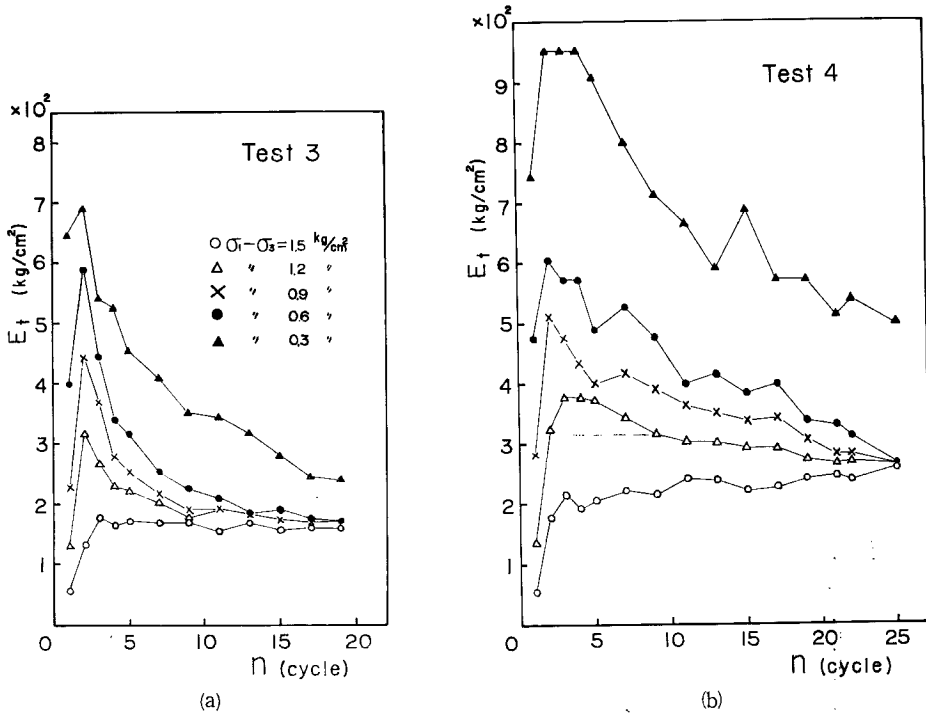 ×10²
Test 3
8
7
6
5
4
3
2
1
0
5
10
15
20
E_t (kg/cm²)
n (cycle)
○ σ₁−σ₃ = 1.5 kg/cm²
△ 〃 1.2 〃
× 〃 0.9 〃
● 〃 0.6 〃
▲ 〃 0.3 〃
(a)
×10²
Test 4
9
8
7
6
5
4
3
2
1
0
5
10
15
20
25
E_t (kg/cm²)
n (cycle)
(b)